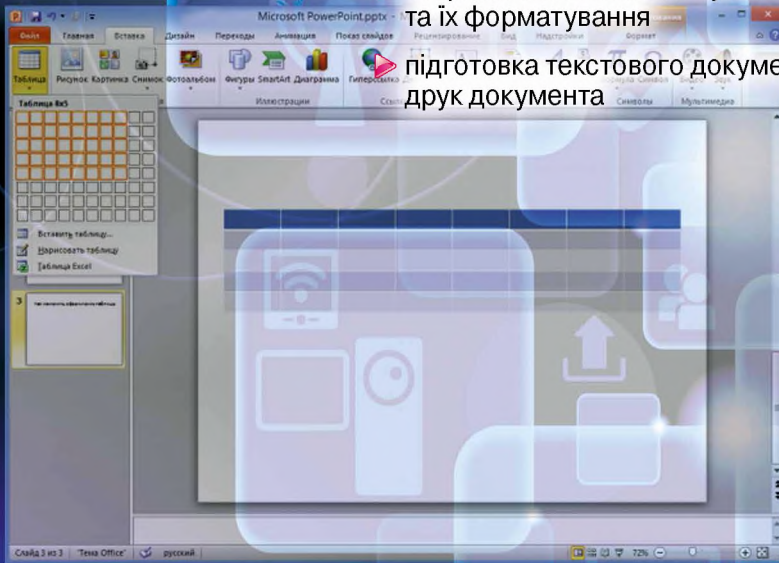 Microsoft PowerPoint.pptx -
та їх форматування
Файл Главная Вставка Дизайн Переходы Анимация Показ слайдов Рецензирование Вид Надстройки Формат
підготовка текстового докуме
Таблица Рисунок Картинка Снимок Фотоальбом Фигуры SmartArt Диаграмма Гиперссылка Символ
друк документа
Иллюстрации Символы Мультимедиа
Таблица 8x5
Вставить таблицу...
Нарисовать таблицу
Таблица Excel
3
Слайд 3 из 3 "Тема Office" русский 72%